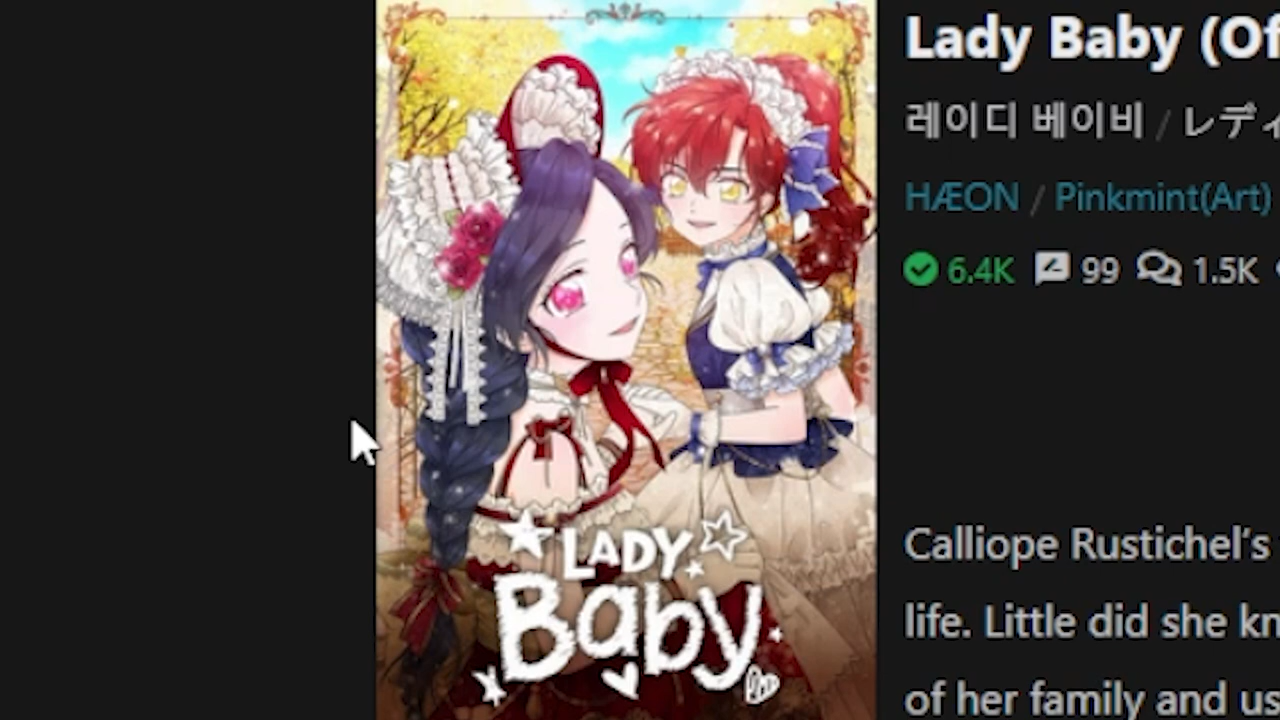 Lady Baby (Of
레이디 베이비 / レディ
HÆON / Pinkmint(Art)
6.4K 99 1.5K
LADY
Baby
Calliope Rustichel's
life. Little did she kn
of her family and us